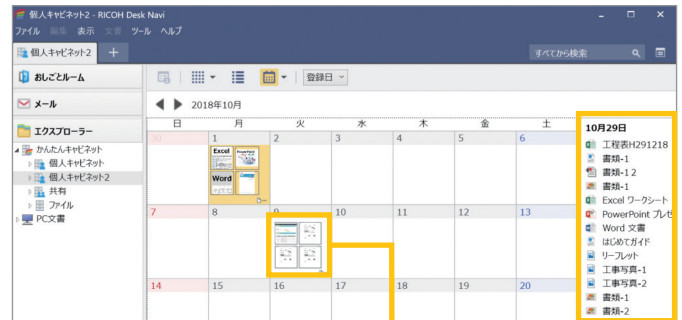 個人キャビネット2 - RICOH Desk Navi
ファイル 編集 表示 文書 ツール ヘルプ
個人キャビネット2 +
すべてから検索
おしごとルーム
登録日
メール
2018年10月
エクスプローラー
日 月 火 水 木 金 土
かんたんキャビネット
個人キャビネット
個人キャビネット2
共有
ファイル
PC文書
30 1 2 3 4 5 6
Excel
PowerPoint
Word
7 8 9 10 11 12 13
14 15 16 17 18 19 20
10月29日
工程表H291218
書類-1
書類-1 2
書類-1
Excel ワークシート
PowerPoint プレゼ
Word 文書
はじめてガイド
リーフレット
工事写真-1
工事写真-2
書類-1
書類-2